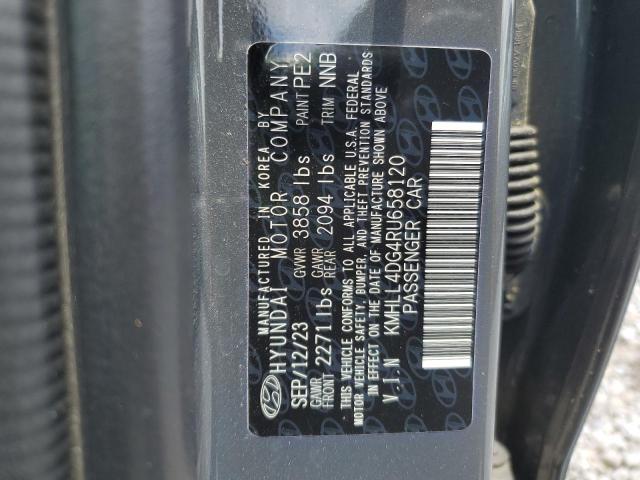 MANUFACTURED IN KOREA BY
HYUNDAI MOTOR COMPANY
SEP/12/23 GVWR 3858 lbs PAINT PE2
GAWR FRONT 2271 lbs GAWR REAR 2094 lbs TRIM NNB
THIS VEHICLE CONFORMS TO ALL APPLICABLE U.S.A. FEDERAL
MOTOR VEHICLE SAFETY, BUMPER, AND THEFT PREVENTION STANDARDS
IN EFFECT ON THE DATE OF MANUFACTURE SHOWN ABOVE
V.I.N KMHLL4DG4RU658120
PASSENGER CAR